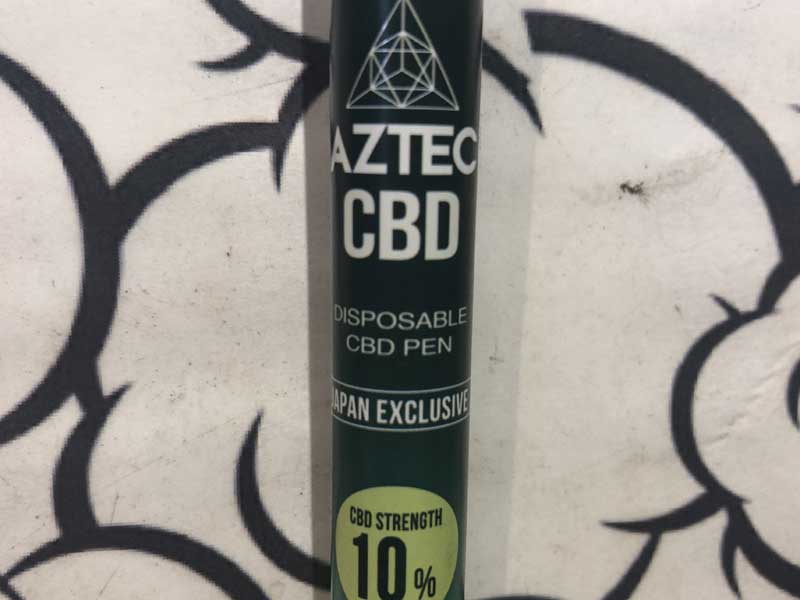 AZTEC
CBD
DISPOSABLE
CBD PEN
JAPAN EXCLUSIVE
CBD STRENGTH
10%